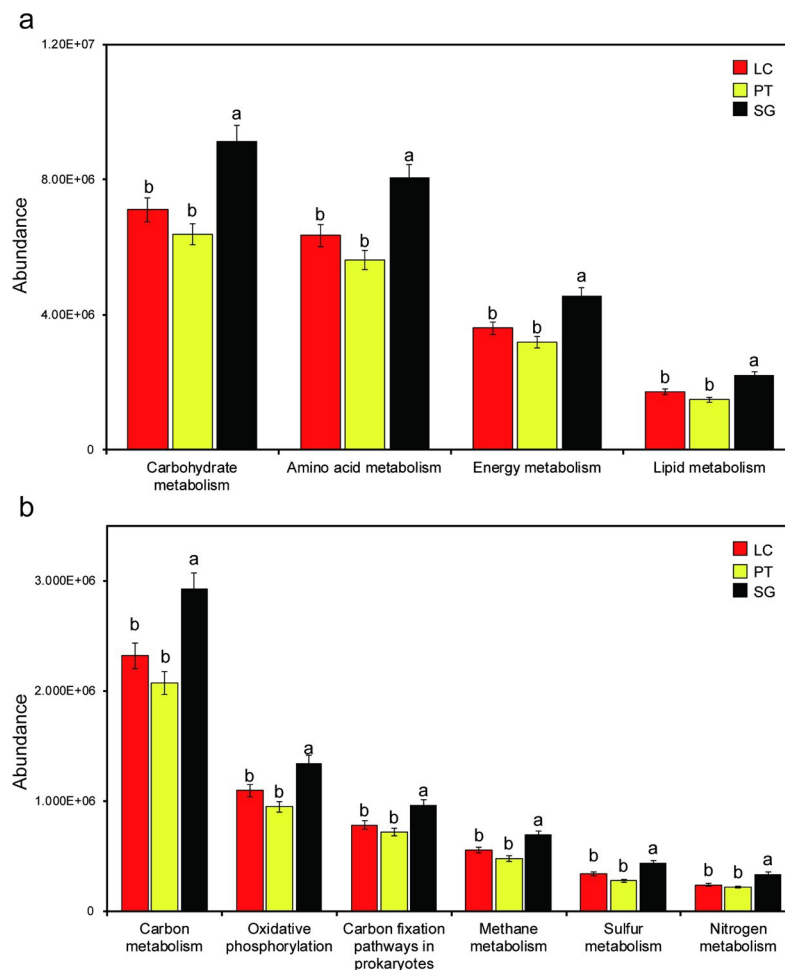 a
1.20E+07
8.00E+06
4.00E+06
0
Abundance
LC
PT
SG
b b a
b b a
b b a
b b a
Carbohydrate
metabolism
Amino acid metabolism
Energy metabolism
Lipid metabolism
b
3.000E+06
2.000E+06
1.000E+06
0
Abundance
LC
PT
SG
b b a
b b a
b b a
b b a
b b a
b b a
Carbon
metabolism
Oxidative
phosphorylation
Carbon fixation
pathways in
prokaryotes
Methane
metabolism
Sulfur
metabolism
Nitrogen
metabolism